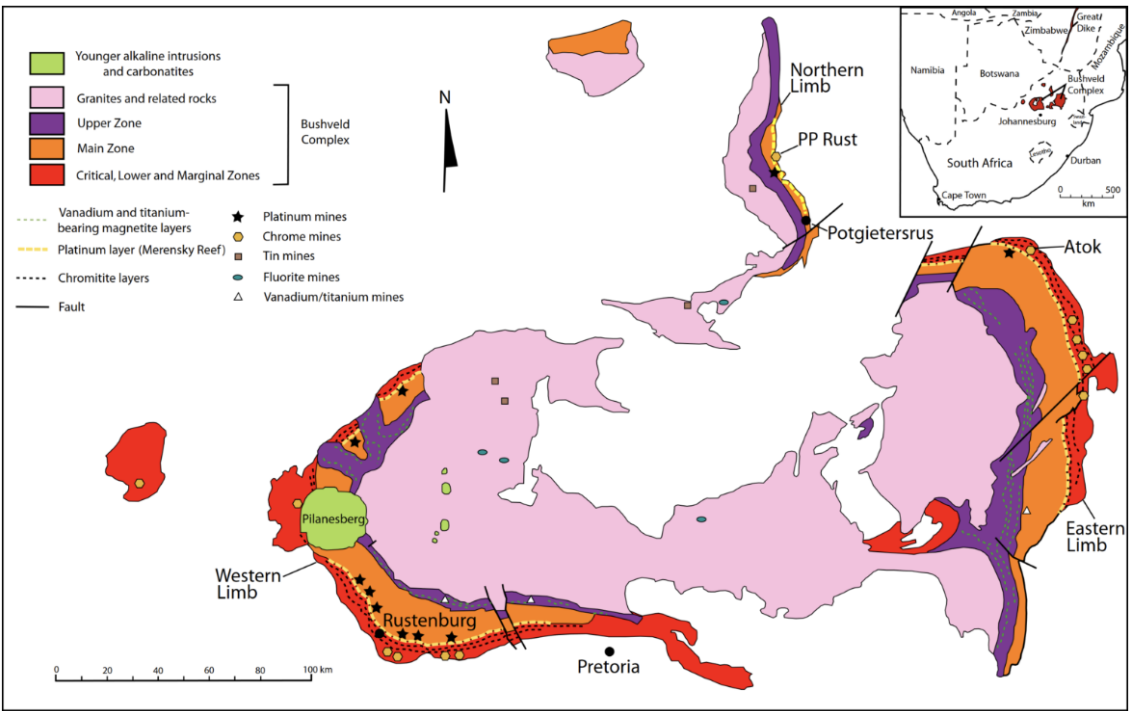 Younger alkaline intrusions
and carbonatites
Granites and related rocks
Upper Zone
Main Zone
Critical, Lower and Marginal Zones
Bushveld
Complex
Vanadium and titanium-
bearing magnetite layers
Platinum layer (Merensky Reef)
Chromitite layers
Fault
Platinum mines
Chrome mines
Tin mines
Fluorite mines
Vanadium/titanium mines
N
Northern
Limb
PP Rust
Potgietersrus
Angola
Zambia
Great
Dike
Zimbabwe
Mozambique
Namibia
Botswana
Bushveld
Complex
Johannesburg
Lesotho
South Africa
Durban
Cape Town
0 500
km
Atok
Pilanesberg
Western
Limb
Rustenburg
Eastern
Limb
Pretoria
0 20 40 60 80 100 km